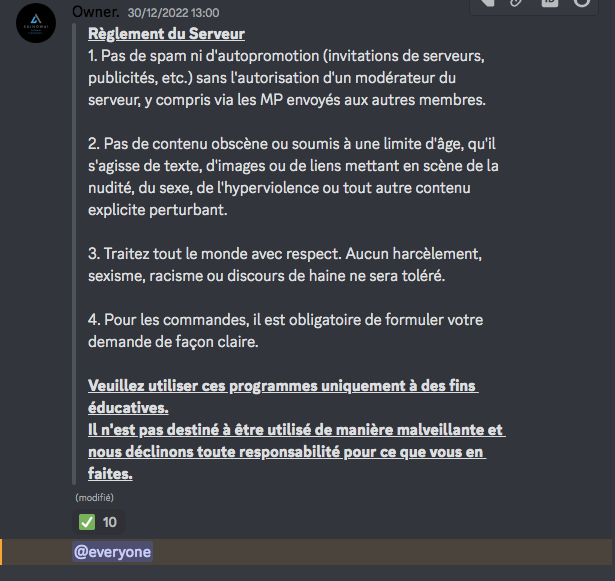 Owner. 30/12/2022 13:00
Règlement du Serveur
1. Pas de spam ni d'autopromotion (invitations de serveurs,
publicités, etc.) sans l'autorisation d'un modérateur du
serveur, y compris via les MP envoyés aux autres membres.
2. Pas de contenu obscène ou soumis à une limite d'âge, qu'il
s'agisse de texte, d'images ou de liens mettant en scène de la
nudité, du sexe, de l'hyperviolence ou tout autre contenu
explicite perturbant.
3. Traitez tout le monde avec respect. Aucun harcèlement,
sexisme, racisme ou discours de haine ne sera toléré.
4. Pour les commandes, il est obligatoire de formuler votre
demande de façon claire.
Veuillez utiliser ces programmes uniquement à des fins
éducatives.
Il n'est pas destiné à être utilisé de manière malveillante et
nous déclinons toute responsabilité pour ce que vous en
faites.
(modifié)
10
@everyone